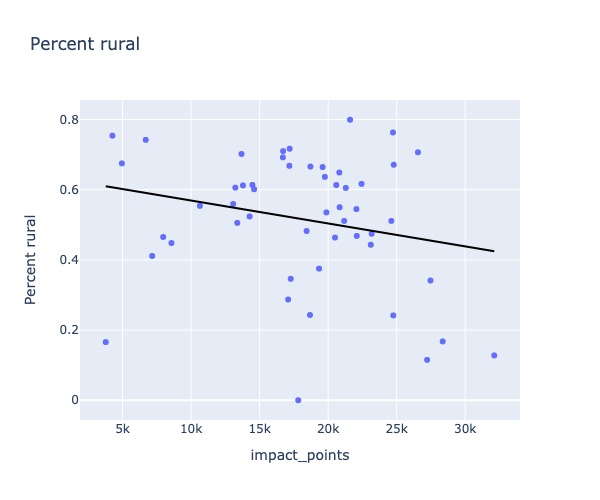 Percent rural
Percent rural
0.8
0.6
0.4
0.2
0
5k 10k 15k 20k 25k 30k
impact_points